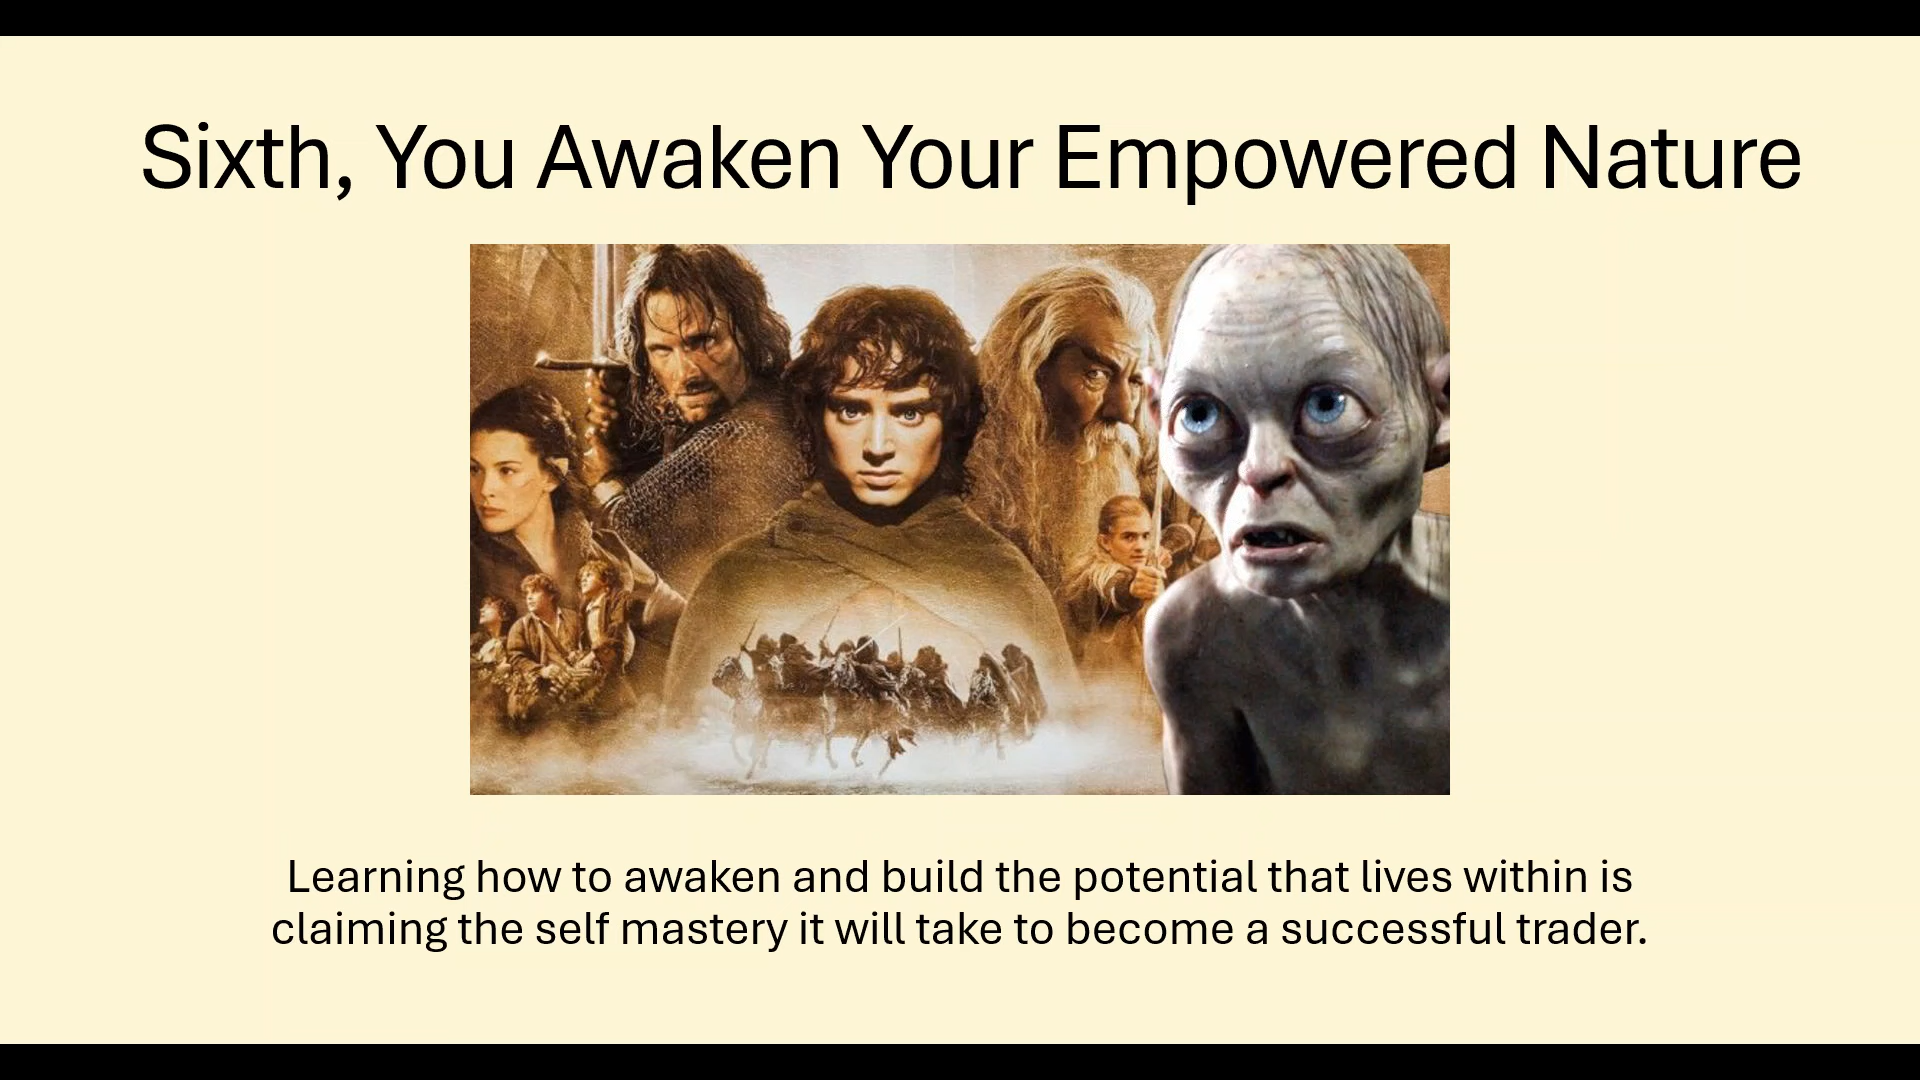 Sixth, You Awaken Your Empowered Nature
Learning how to awaken and build the potential that lives within is
claiming the self mastery it will take to become a successful trader.